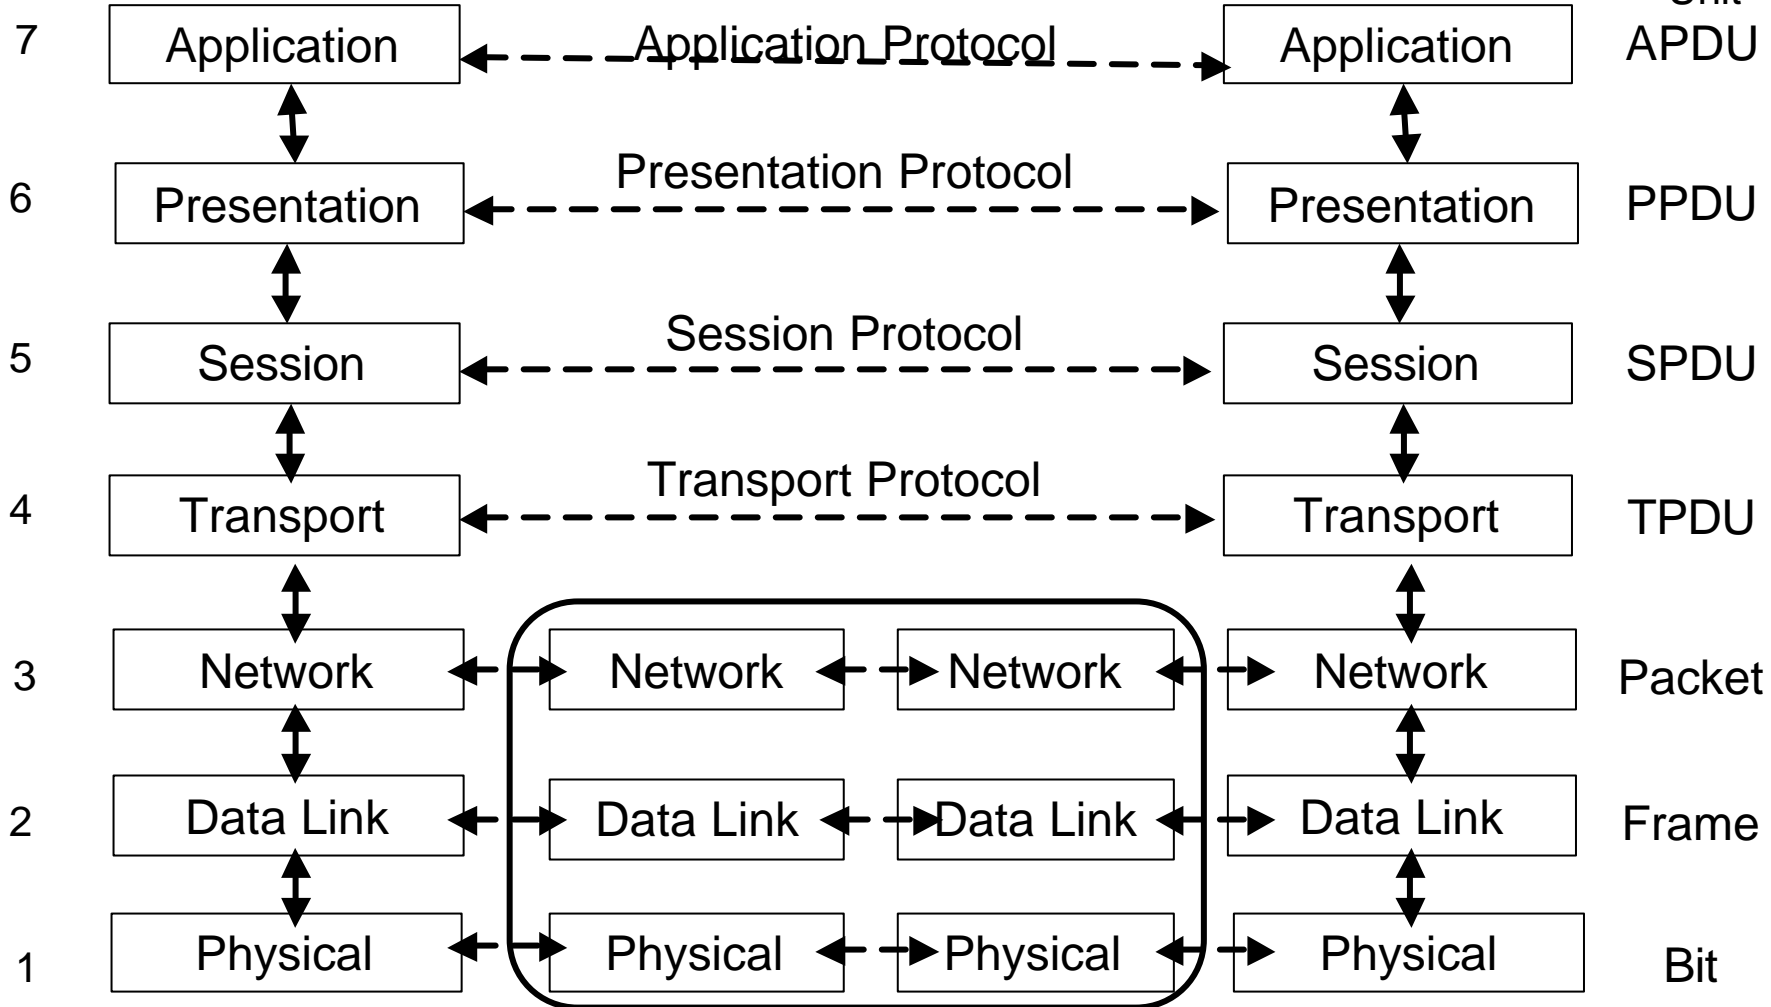 Unit
7 Application Application Protocol Application APDU
6 Presentation Presentation Protocol Presentation PPDU
5 Session Session Protocol Session SPDU
4 Transport Transport Protocol Transport TPDU
3 Network Network Network Network Packet
2 Data Link Data Link Data Link Data Link Frame
1 Physical Physical Physical Physical Bit